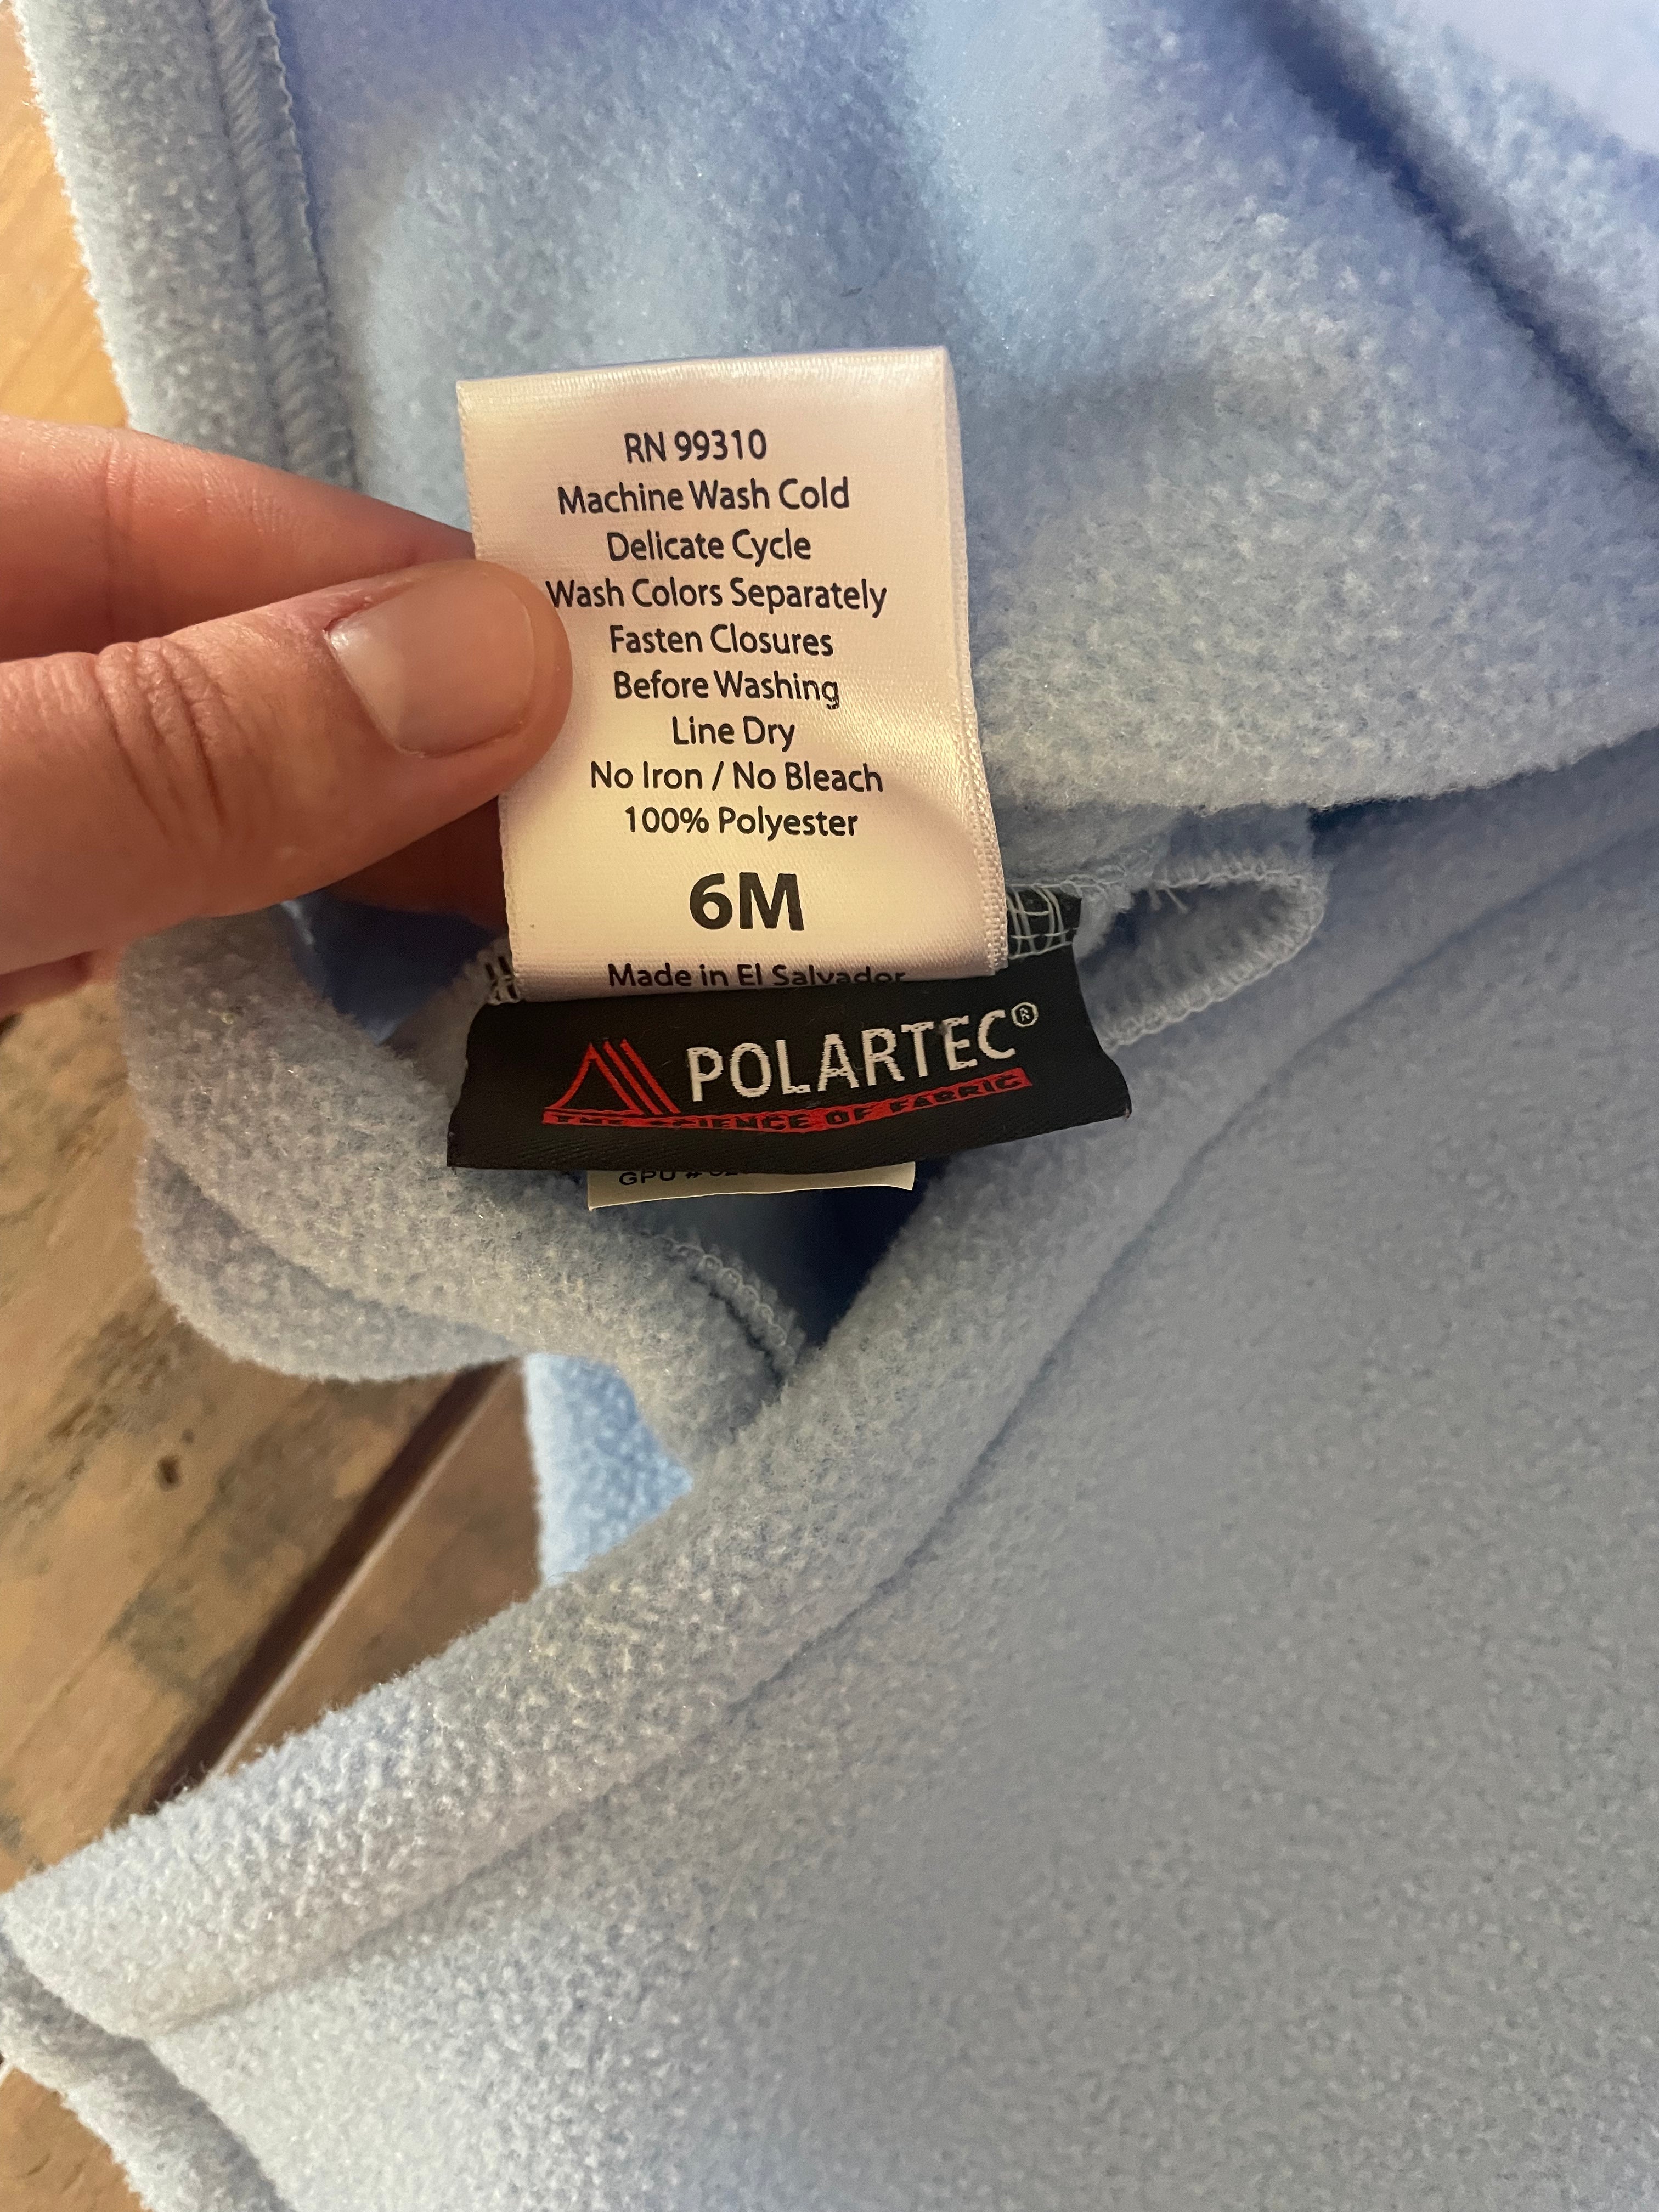 RN 99310
Machine Wash Cold
Delicate Cycle
Wash Colors Separately
Fasten Closures
Before Washing
Line Dry
No Iron / No Bleach
100% Polyester
6M
Made in El Salvador
POLARTEC®
THE SCIENCE OF FABRIC
GPU #